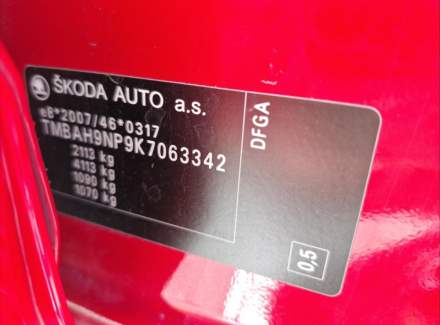 ŠKODA AUTO a.s.
e8*2007/46*0317
TMBAH9NP9K7063342
2113 kg
4113 kg
1090 kg
1070 kg
DFGA
0,5